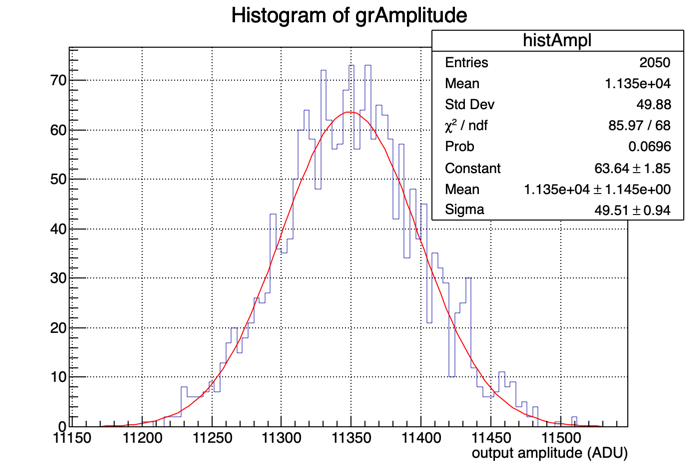 Histogram of grAmplitude
histAmpl
Entries 2050
Mean 1.135e+04
Std Dev 49.88
χ² / ndf 85.97 / 68
Prob 0.0696
Constant 63.64 ± 1.85
Mean 1.135e+04 ± 1.145e+00
Sigma 49.51 ± 0.94
70
60
50
40
30
20
10
0
11150 11200 11250 11300 11350 11400 11450 11500
output amplitude (ADU)